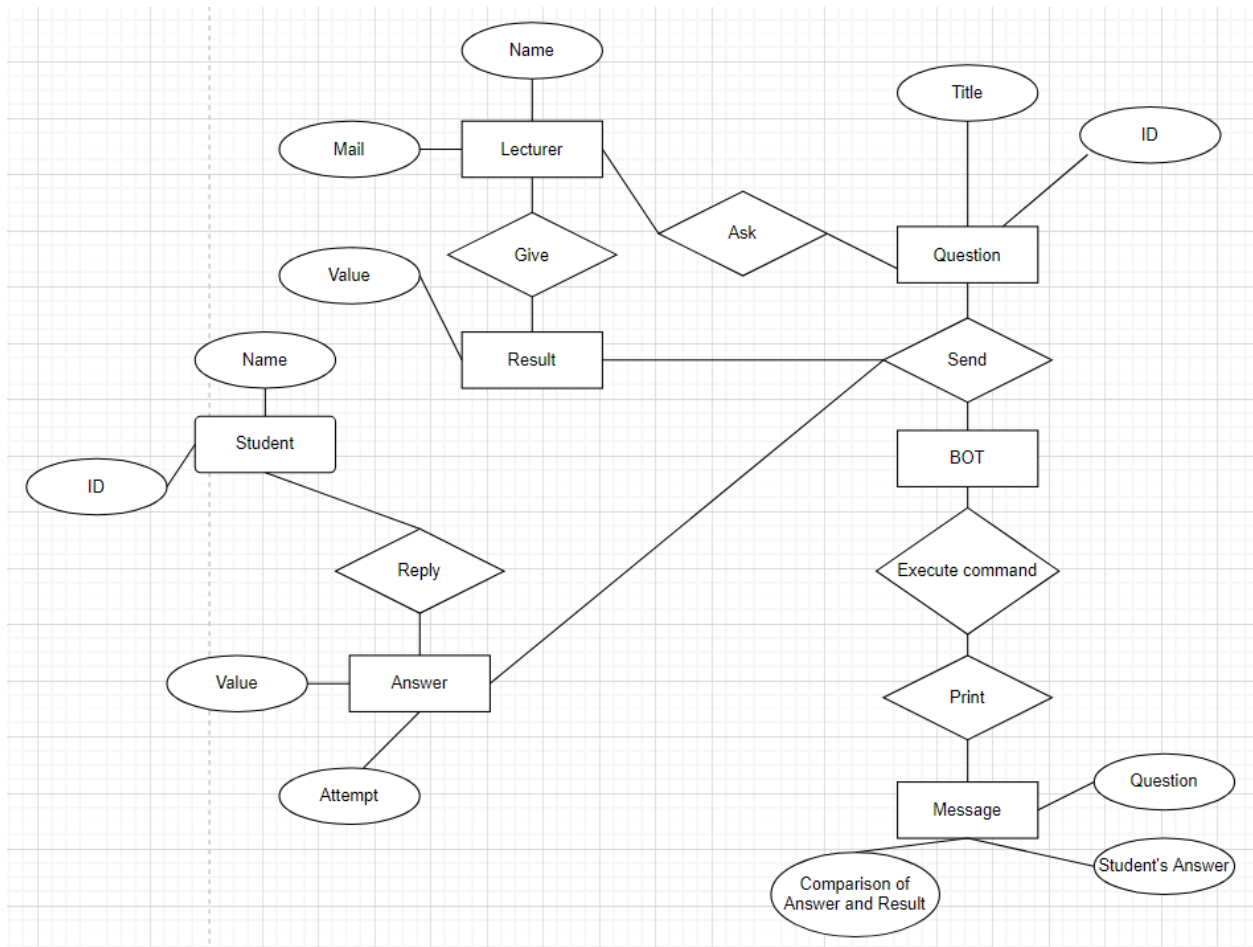 Name
Title
ID
Mail
Lecturer
Ask
Give
Question
Value
Name
Result
Send
Student
BOT
ID
Reply
Execute command
Value
Answer
Print
Attempt
Question
Message
Student's Answer
Comparison of
Answer and Result